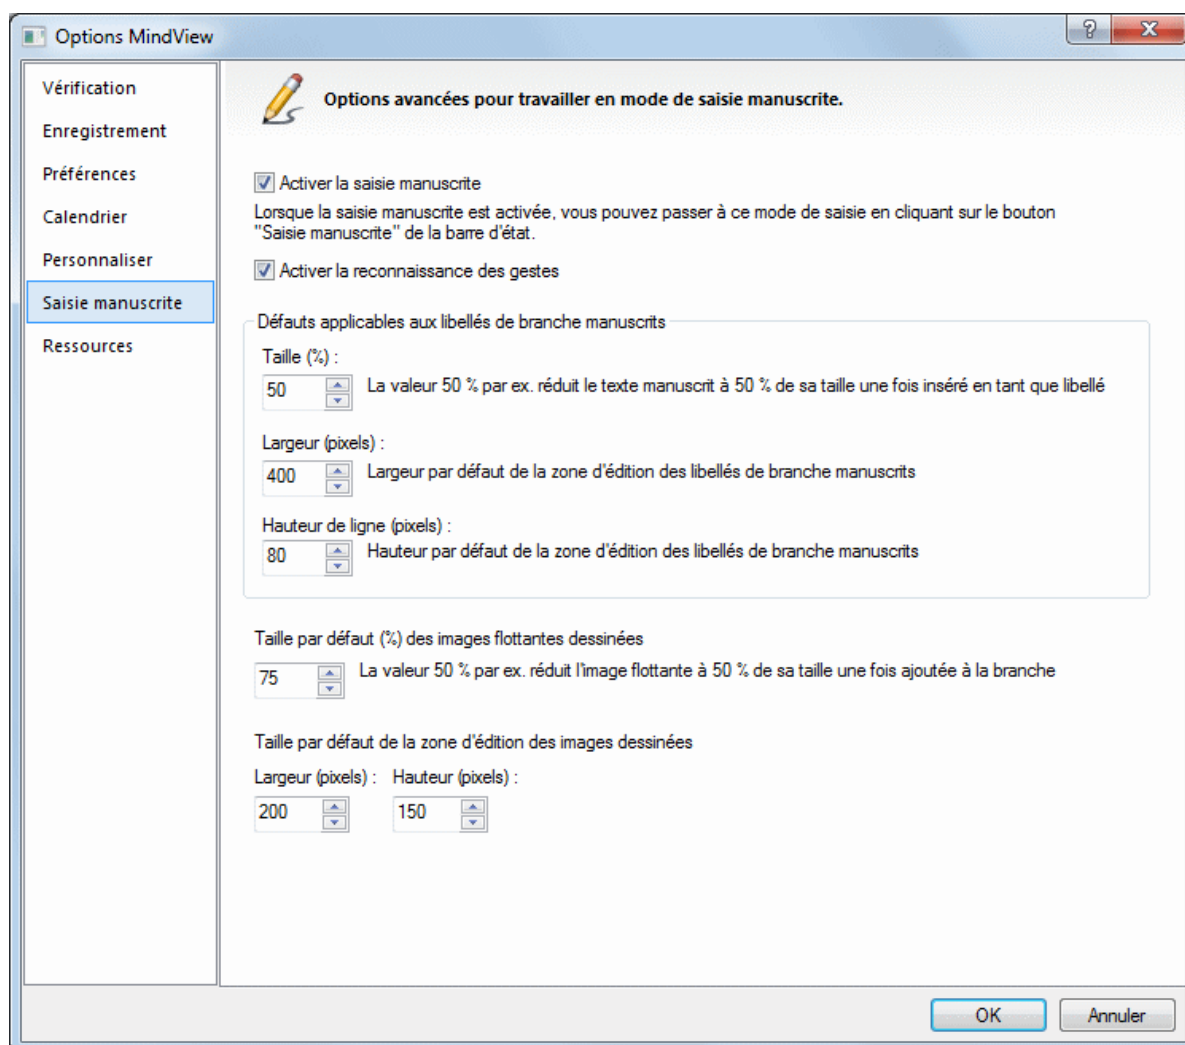 Options MindView
Vérification
Enregistrement
Préférences
Calendrier
Personnaliser
Saisie manuscrite
Ressources
Options avancées pour travailler en mode de saisie manuscrite.
Activer la saisie manuscrite
Lorsque la saisie manuscrite est activée, vous pouvez passer à ce mode de saisie en cliquant sur le bouton
"Saisie manuscrite" de la barre d'état.
Activer la reconnaissance des gestes
Défauts applicables aux libellés de branche manuscrits
Taille (%) :
50 La valeur 50 % par ex. réduit le texte manuscrit à 50 % de sa taille une fois inséré en tant que libellé
Largeur (pixels) :
400 Largeur par défaut de la zone d'édition des libellés de branche manuscrits
Hauteur de ligne (pixels) :
80 Hauteur par défaut de la zone d'édition des libellés de branche manuscrits
Taille par défaut (%) des images flottantes dessinées
75 La valeur 50 % par ex. réduit l'image flottante à 50 % de sa taille une fois ajoutée à la branche
Taille par défaut de la zone d'édition des images dessinées
Largeur (pixels) : Hauteur (pixels) :
200 150
OK Annuler